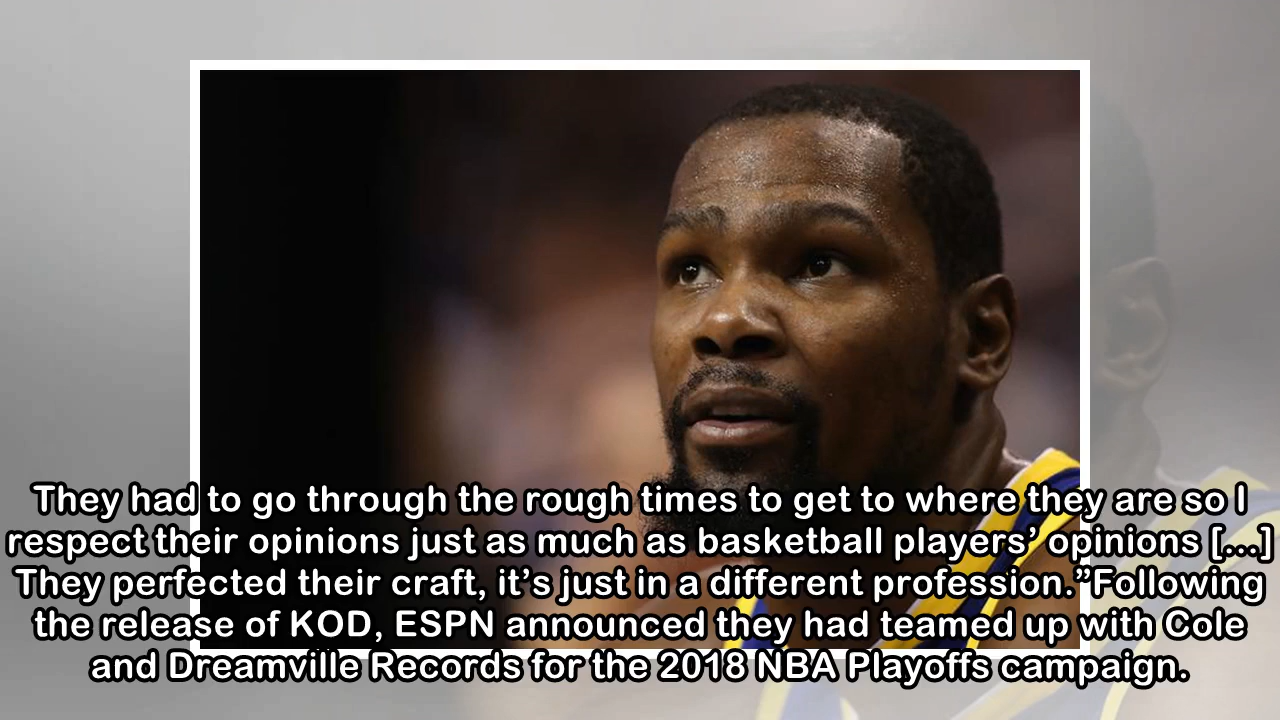 They had to go through the rough times to get to where they are so I
respect their opinions just as much as basketball players’ opinions [...]
They perfected their craft, it’s just in a different profession.”Following
the release of KOD, ESPN announced they had teamed up with Cole
and Dreamville Records for the 2018 NBA Playoffs campaign.